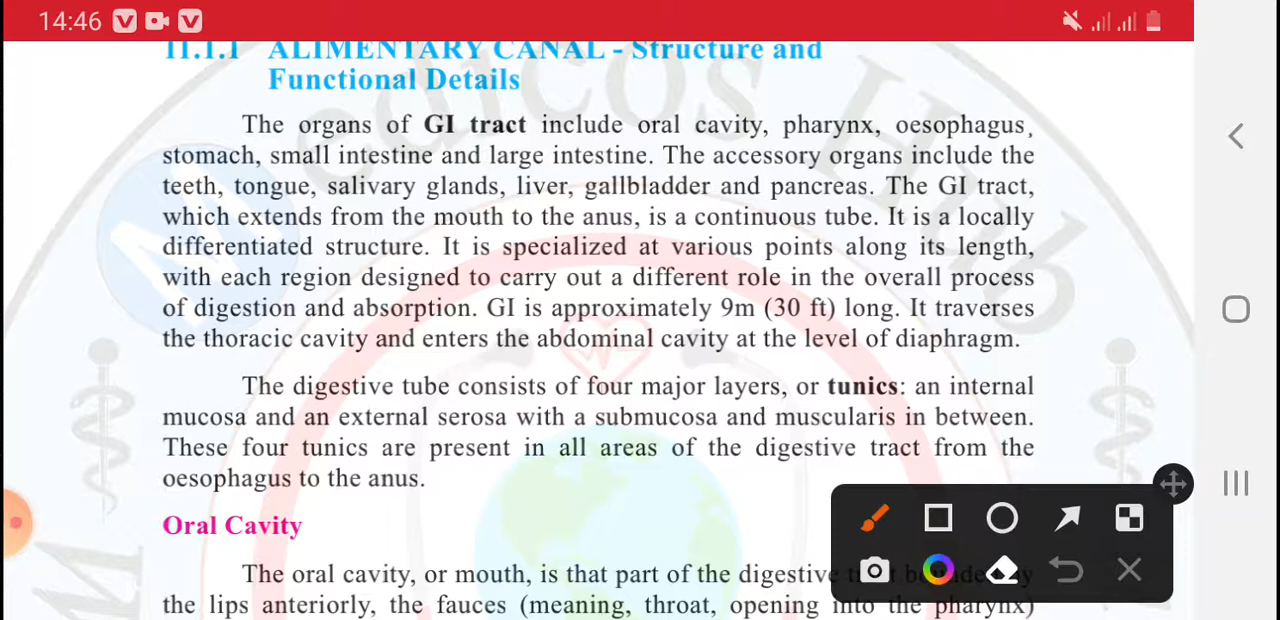 14:46
11.1.1 ALIMENTARY CANAL - Structure and
Functional Details
The organs of GI tract include oral cavity, pharynx, oesophagus,
stomach, small intestine and large intestine. The accessory organs include the
teeth, tongue, salivary glands, liver, gallbladder and pancreas. The GI tract,
which extends from the mouth to the anus, is a continuous tube. It is a locally
differentiated structure. It is specialized at various points along its length,
with each region designed to carry out a different role in the overall process
of digestion and absorption. GI is approximately 9m (30 ft) long. It traverses
the thoracic cavity and enters the abdominal cavity at the level of diaphragm.
The digestive tube consists of four major layers, or tunics: an internal
mucosa and an external serosa with a submucosa and muscularis in between.
These four tunics are present in all areas of the digestive tract from the
oesophagus to the anus.
Oral Cavity
The oral cavity, or mouth, is that part of the digestive
the lips anteriorly, the fauces (meaning, throat, opening into the pharynx)
Medicos Hub
M